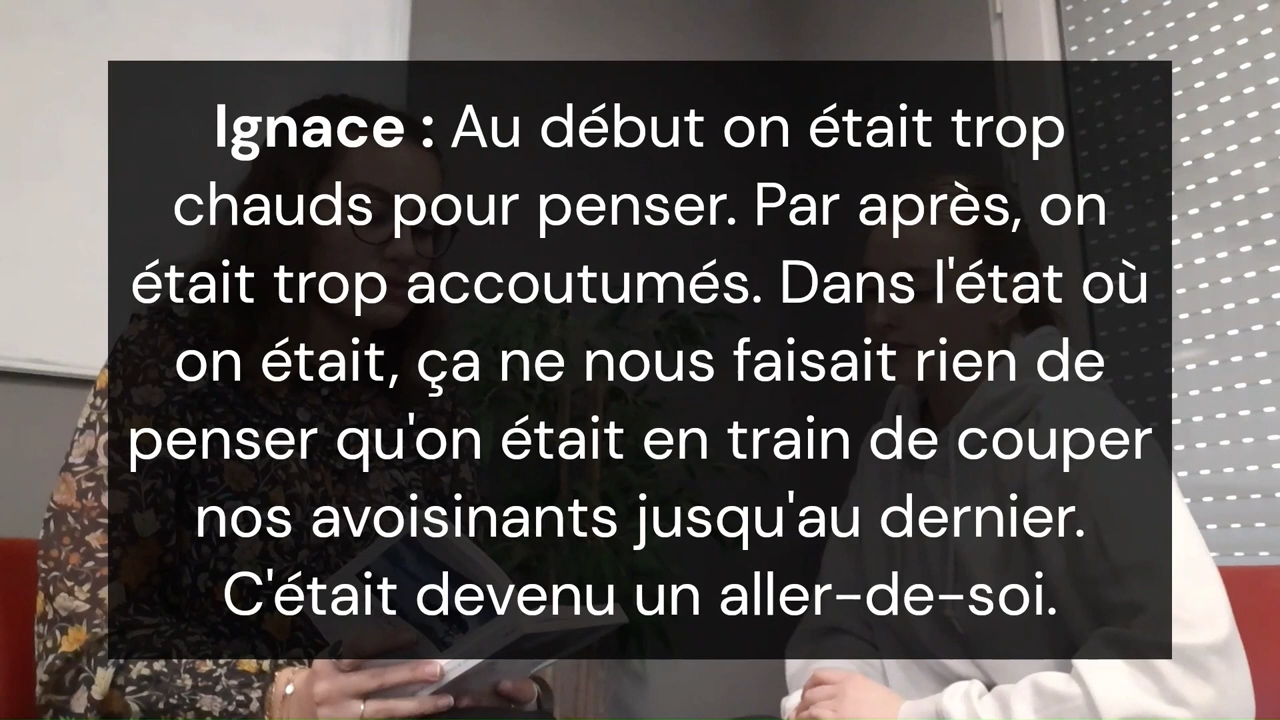 Ignace : Au début on était trop
chauds pour penser. Par après, on
était trop accoutumés. Dans l'état où
on était, ça ne nous faisait rien de
penser qu'on était en train de couper
nos avoisinants jusqu'au dernier.
C'était devenu un aller-de-soi.